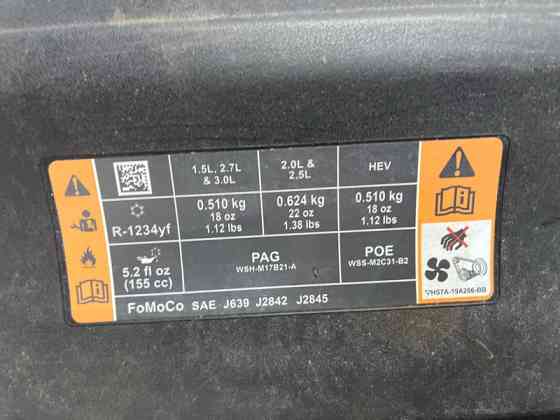 1.5L, 2.7L & 3.0L
2.0L & 2.5L
HEV
R-1234yf
0.510 kg
18 oz
1.12 lbs
0.624 kg
22 oz
1.38 lbs
0.510 kg
18 oz
1.12 lbs
5.2 fl oz
(155 cc)
PAG
WSH-M17B21-A
POE
WSS-M2C31-B2
FoMoCo SAE J639 J2842 J2845